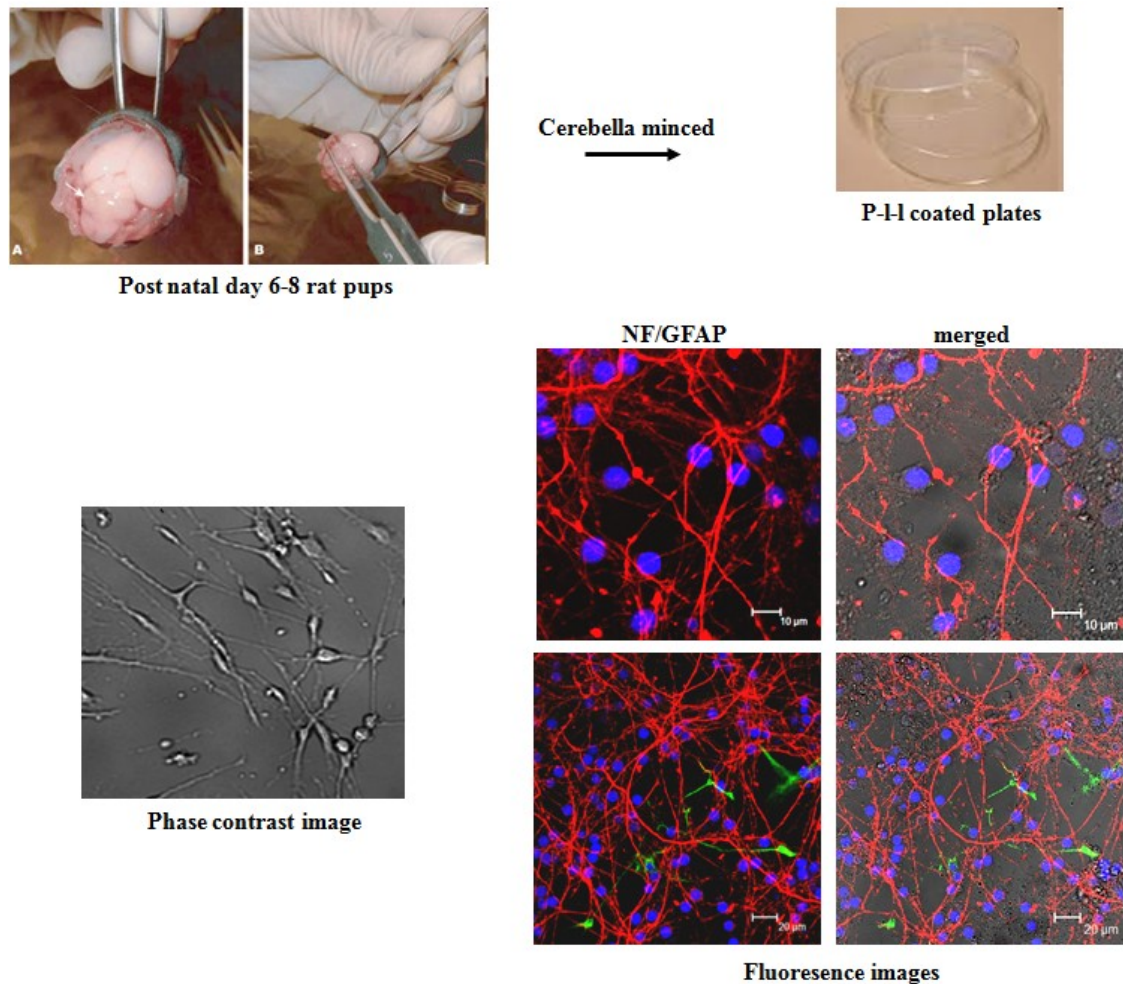 A
B
Post natal day 6-8 rat pups
Cerebella minced
P-l-l coated plates
NF/GFAP
merged
10 µm
10 µm
Phase contrast image
20 µm
20 µm
Fluoresence images